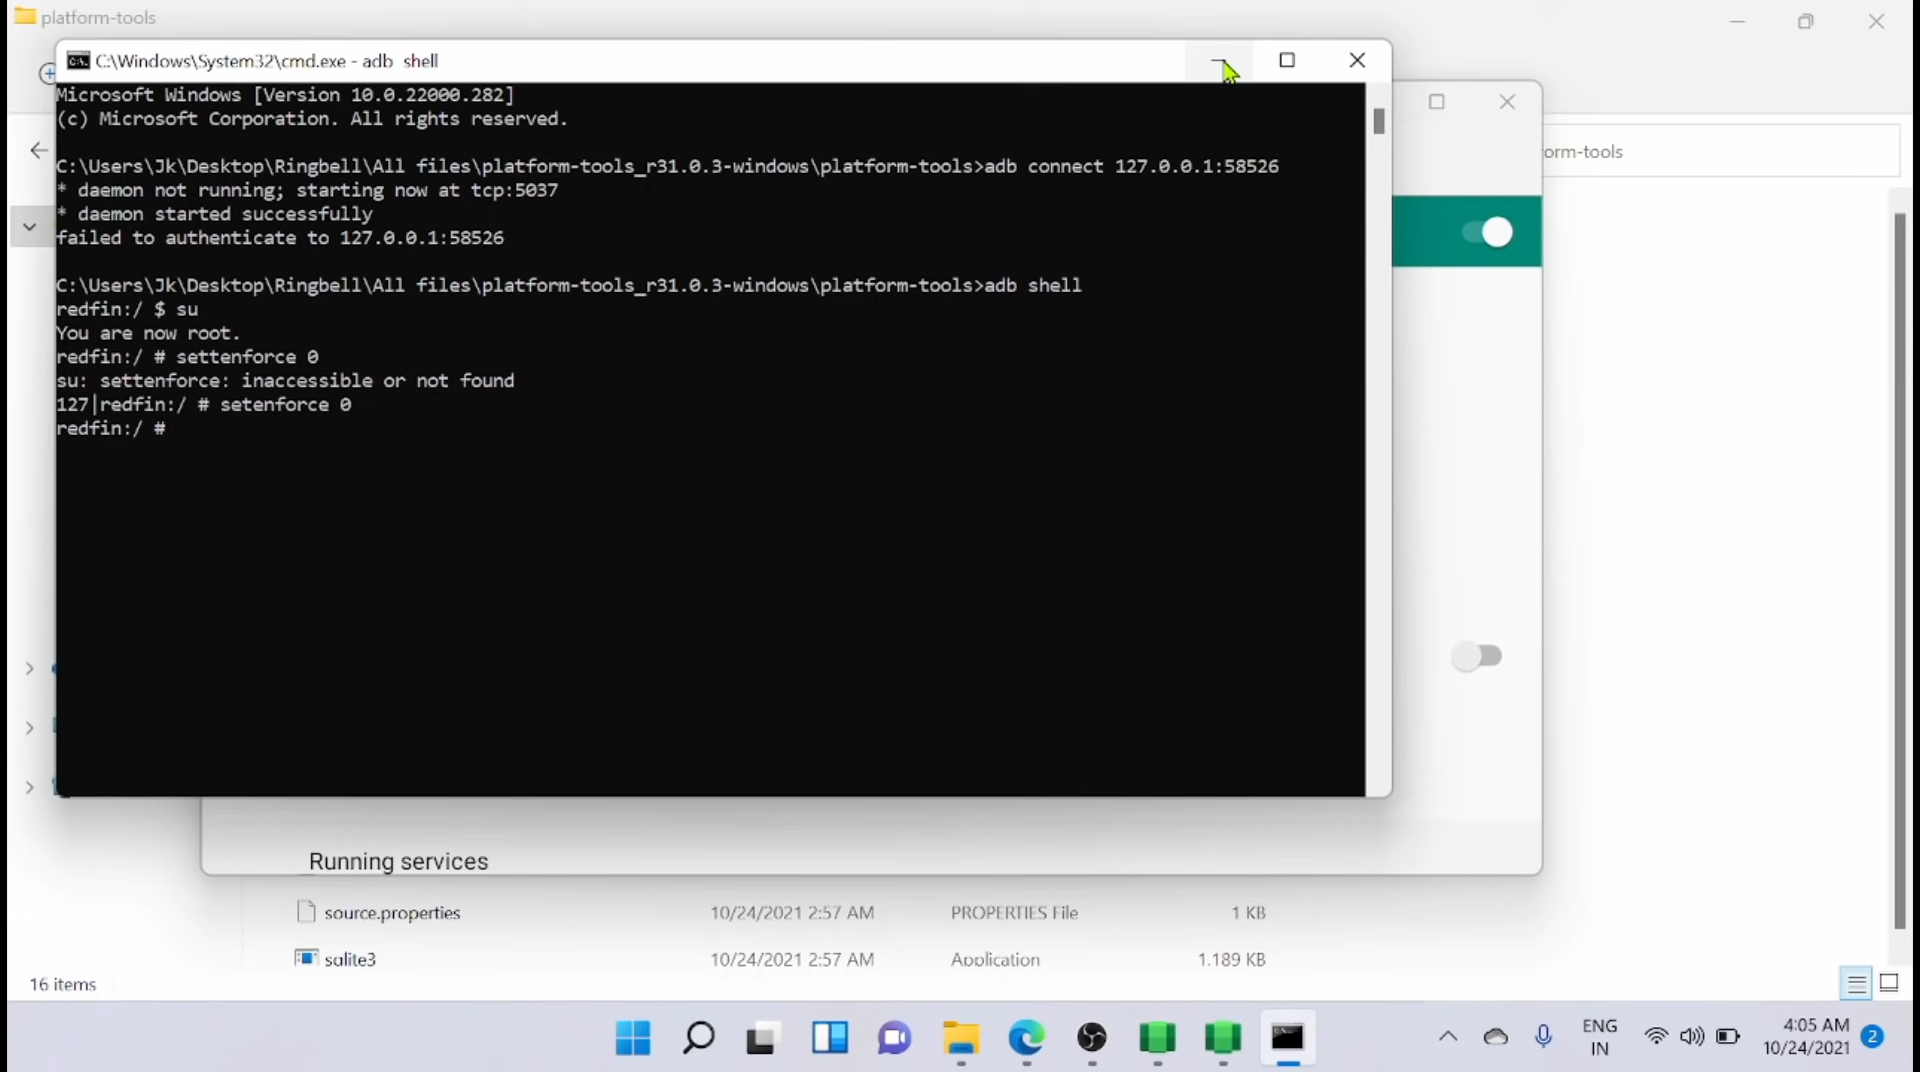 platform-tools
C:\Windows\System32\cmd.exe - adb  shell
Microsoft Windows [Version 10.0.22000.282]
(c) Microsoft Corporation. All rights reserved.
orm-tools
C:\Users\Jk\Desktop\Ringbell\All files\platform-tools_r31.0.3-windows\platform-tools>adb connect 127.0.0.1:58526
* daemon not running; starting now at tcp:5037
* daemon started successfully
failed to authenticate to 127.0.0.1:58526
C:\Users\Jk\Desktop\Ringbell\All files\platform-tools_r31.0.3-windows\platform-tools>adb shell
redfin:/ $ su
You are now root.
redfin:/ # settenforce 0
su: settenforce: inaccessible or not found
127|redfin:/ # setenforce 0
redfin:/ #
Running services
source.properties 10/24/2021 2:57 AM PROPERTIES File 1 KB
sqlite3 10/24/2021 2:57 AM Application 1.189 KB
16 items
ENG
IN
4:05 AM
10/24/2021
2